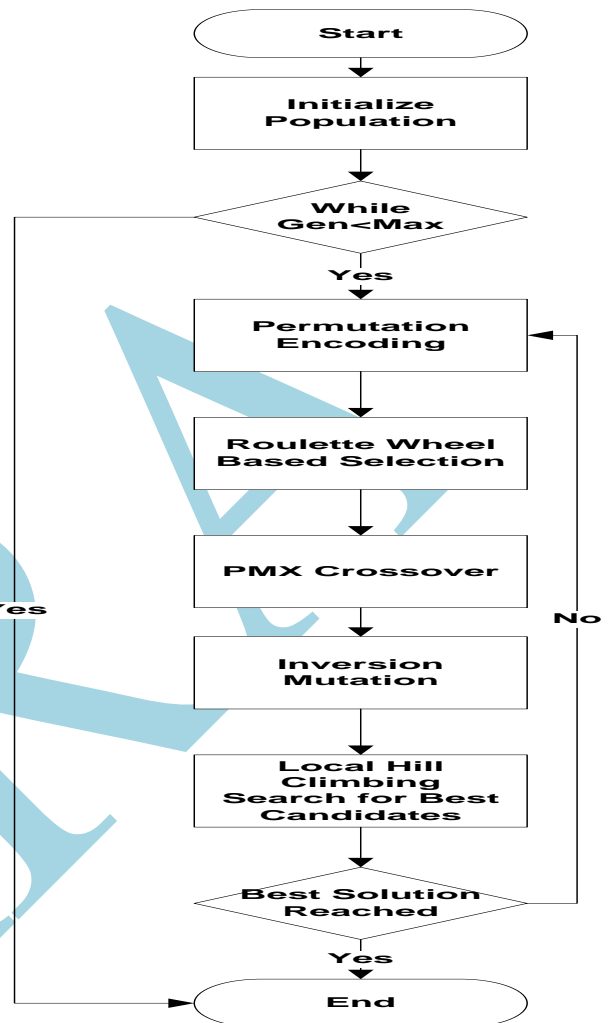 Start
Initialize
Population
While
Gen<Max
Yes
Permutation
Encoding
Roulette Wheel
Based Selection
PMX Crossover
Yes
No
Inversion
Mutation
Local Hill
Climbing
Search for Best
Candidates
Best Solution
Reached
Yes
End